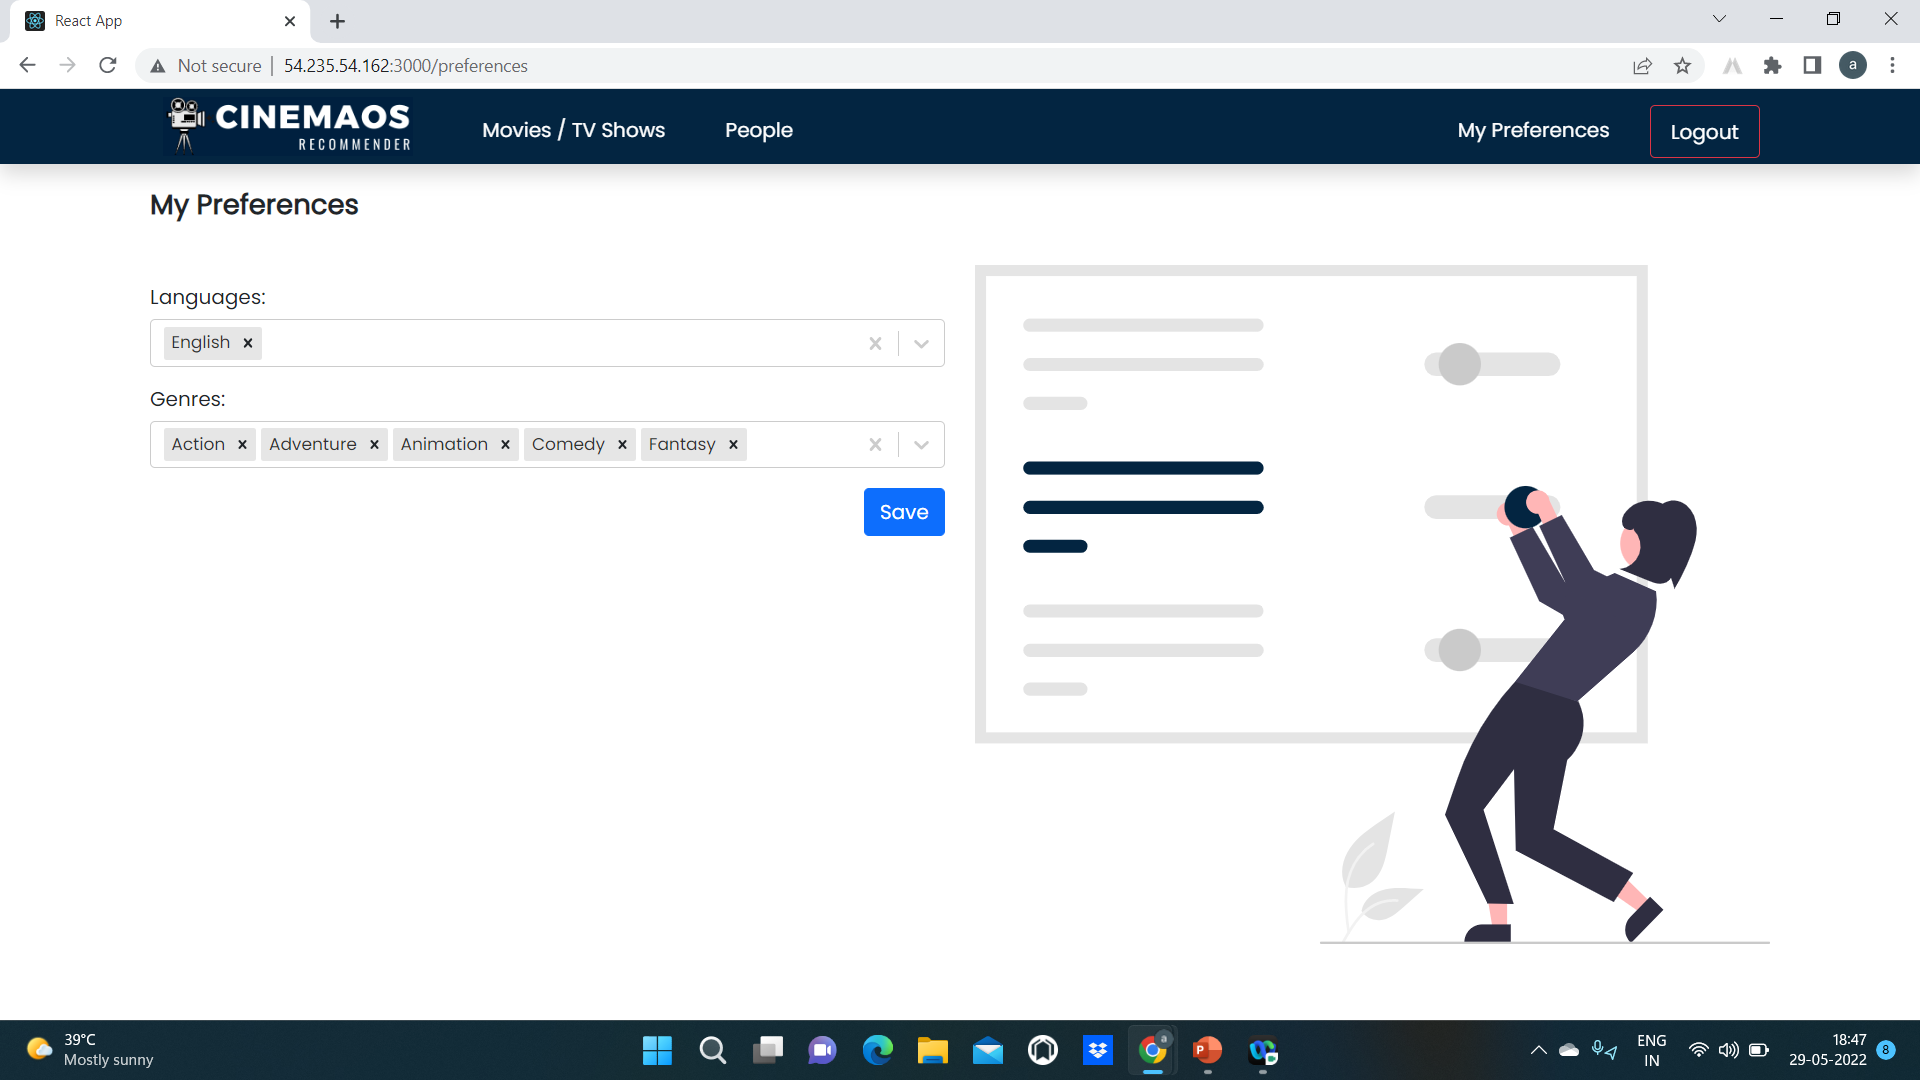 React App
Not secure | 54.235.54.162:3000/preferences
a
CINEMAOS
RECOMMENDER
Movies / TV Shows
People
My Preferences
Logout
My Preferences
Languages:
English
Genres:
Action Adventure Animation Comedy Fantasy
Save
39°C
Mostly sunny
a
P
ENG
IN
18:47
29-05-2022
8